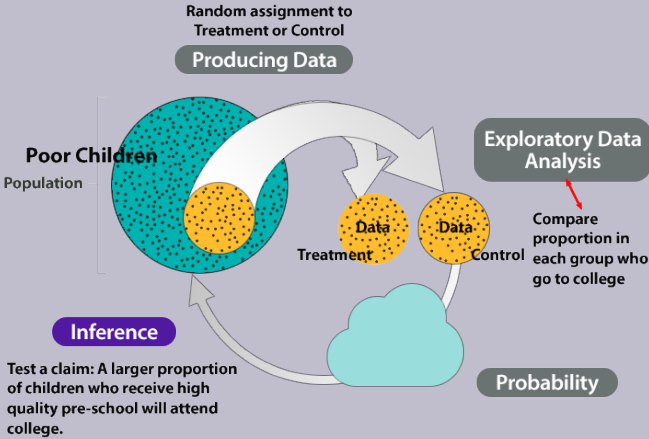 Random assignment to
Treatment or Control
Producing Data
Poor Children
Population
Exploratory Data
Analysis
Data
Data
Treatment
Control
Compare
proportion in
each group who
go to college
Inference
Test a claim: A larger proportion
of children who receive high
quality pre-school will attend
college.
Probability